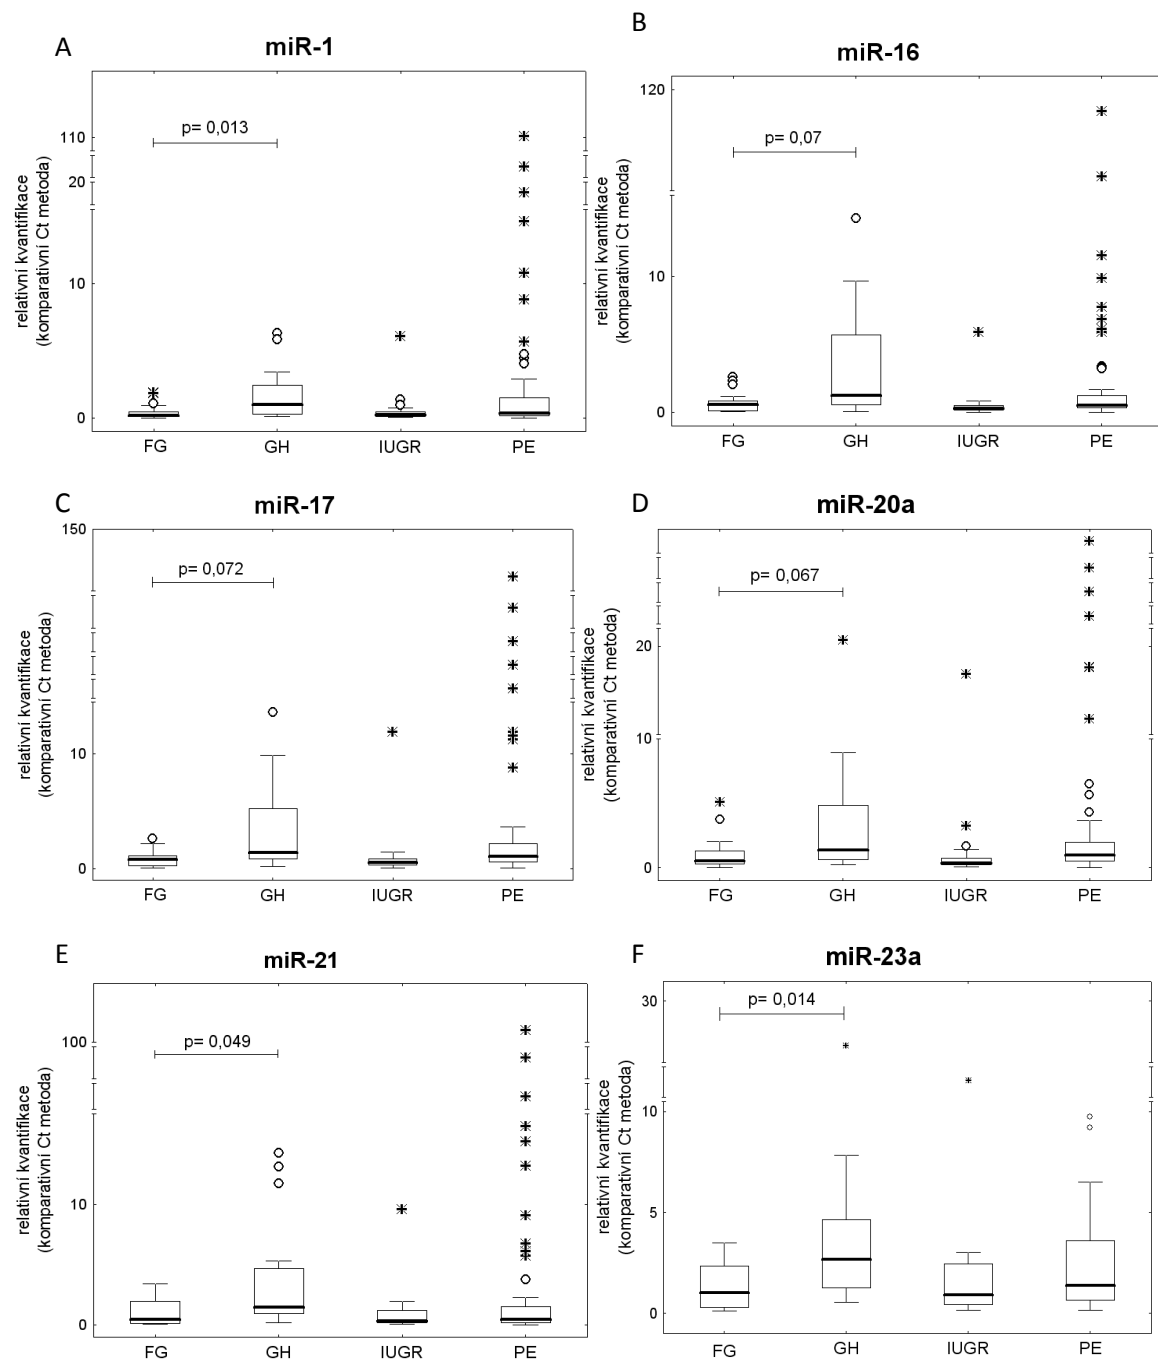 A
miR-1
relativní kvantifikace
(komparativní Ct metoda)
110
20
10
0
p= 0,013
FG GH IUGR PE
B
miR-16
relativní kvantifikace
(komparativní Ct metoda)
120
10
0
p= 0,07
FG GH IUGR PE
C
miR-17
relativní kvantifikace
(komparativní Ct metoda)
150
10
0
p= 0,072
FG GH IUGR PE
D
miR-20a
relativní kvantifikace
(komparativní Ct metoda)
20
10
0
p= 0,067
FG GH IUGR PE
E
miR-21
relativní kvantifikace
(komparativní Ct metoda)
100
10
0
p= 0,049
FG GH IUGR PE
F
miR-23a
relativní kvantifikace
(komparativní Ct metoda)
30
10
5
0
p= 0,014
FG GH IUGR PE